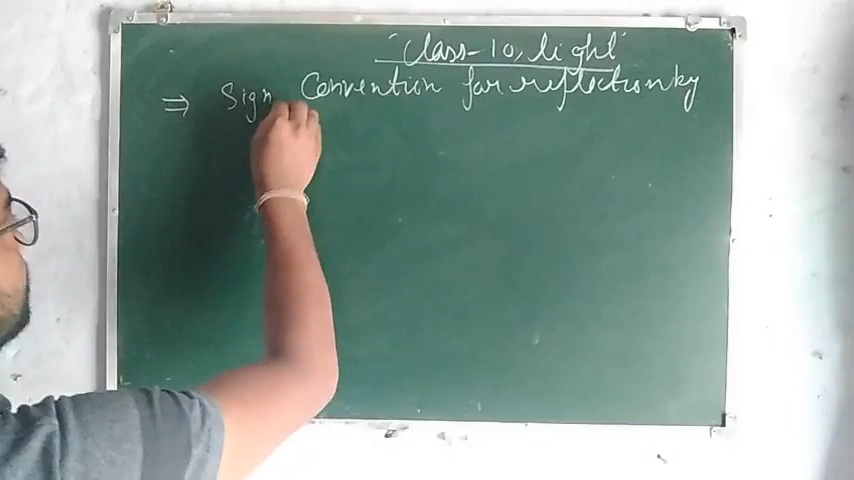 "Class-10, light"
⇒ Sign Convention for reflection by